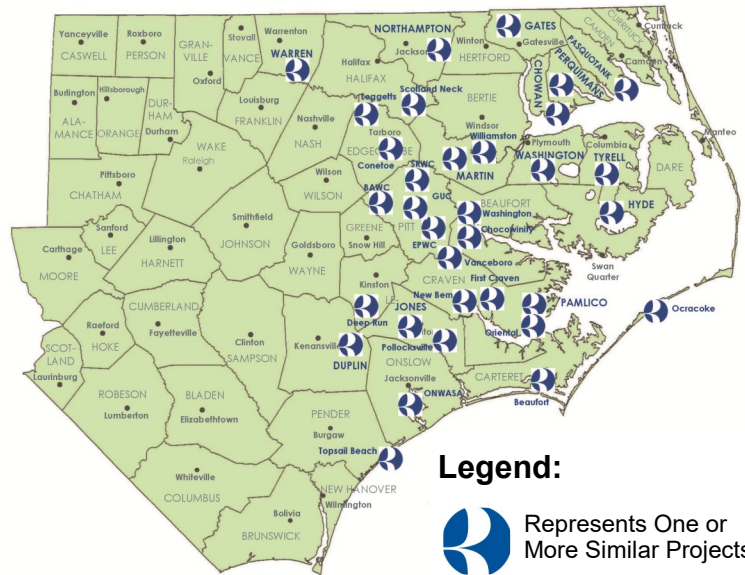 Yanceyville
CASWELL
Roxboro
PERSON
GRAN-
VILLE
Oxford
Stovall
VANCE
Warrenton
WARREN
NORTHAMPTON
Jackson
Halifax
HALIFAX
Winton
HERTFORD
GATES
Gatesville
CAMDEN
CURRITUCK
Currituck
PASQUOTANK
Camden
PERQUIMANS
CHOWAN
Burlington
ALA-
MANCE
Hillsborough
ORANGE
DUR-
HAM
Durham
Louisburg
FRANKLIN
Leggetts
Scotland Neck
BERTIE
Windsor
Williamston
Nashville
NASH
Tarboro
EDGECOMBE
Conetoe
SRWC
MARTIN
Plymouth
WASHINGTON
Columbia
TYRELL
Manteo
DARE
WAKE
Raleigh
Pittsboro
CHATHAM
Wilson
WILSON
BAWC
GUC
BEAUFORT
Washington
Chocowinity
HYDE
Swan
Quarter
GREENE
Snow Hill
PITT
EPWC
Smithfield
JOHNSON
Goldsboro
WAYNE
Sanford
LEE
Lillington
HARNETT
Carthage
MOORE
Vanceboro
CRAVEN
First Craven
Kinston
LE-
New Bern
PAMLICO
Oriental
Ocracoke
CUMBERLAND
Fayetteville
Clinton
SAMPSON
Kenansville
Deep Run
DUPLIN
JONES
Pollocksville
Raeford
HOKE
SCOT-
LAND
Laurinburg
ONSLOW
Jacksonville
ONWASA
CARTERET
Beaufort
ROBESON
Lumberton
BLADEN
Elizabethtown
PENDER
Burgaw
Topsail Beach
Whiteville
COLUMBUS
NEW HANOVER
Wilmington
Bolivia
BRUNSWICK
Legend:
Represents One or
More Similar Projects